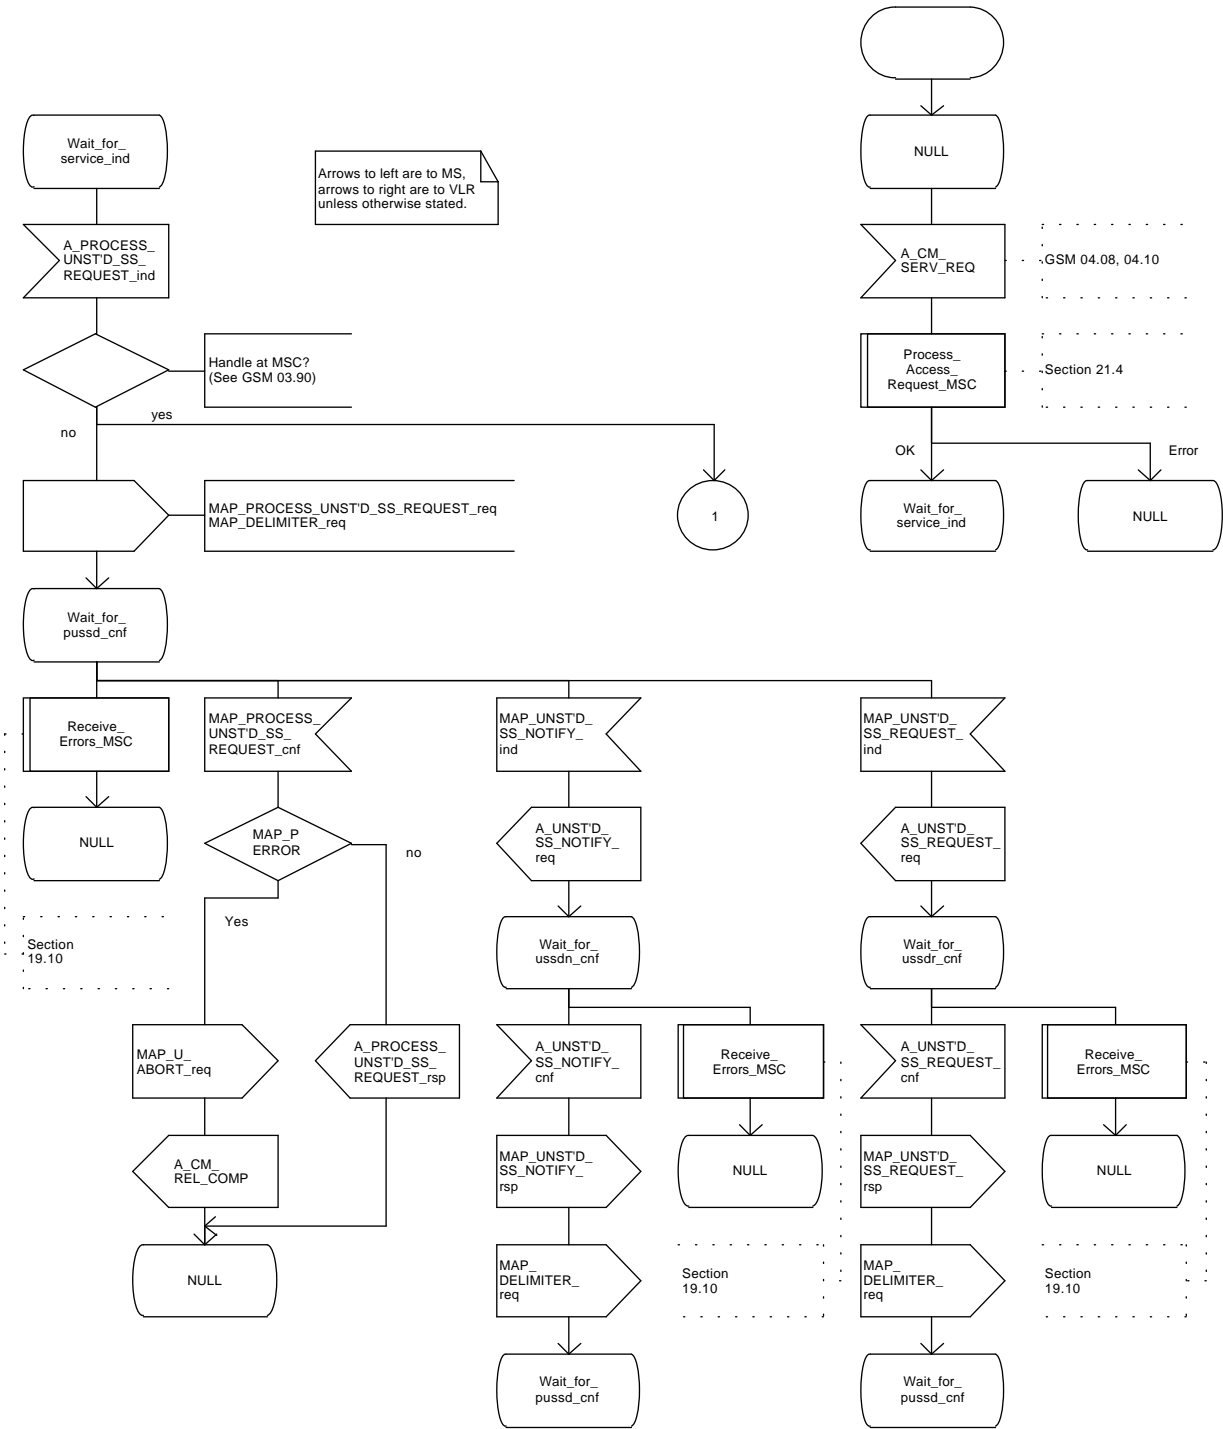 NULL
Wait_for_
service_ind
Arrows to left are to MS,
arrows to right are to VLR
unless otherwise stated.
A_PROCESS_
UNST'D_SS_
REQUEST_ind
A_CM_
SERV_REQ
GSM 04.08, 04.10
Handle at MSC?
(See GSM 03.90)
Process_
Access_
Request_MSC
Section 21.4
yes
no
OK
Error
MAP_PROCESS_UNST'D_SS_REQUEST_req
MAP_DELIMITER_req
1
Wait_for_
service_ind
NULL
Wait_for_
pussd_cnf
Receive_
Errors_MSC
MAP_PROCESS_
UNST'D_SS_
REQUEST_cnf
MAP_UNST'D_
SS_NOTIFY_
ind
MAP_UNST'D_
SS_REQUEST_
ind
NULL
MAP_P
ERROR
no
A_UNST'D_
SS_NOTIFY_
req
A_UNST'D_
SS_REQUEST_
req
Yes
Section
19.10
Wait_for_
ussdn_cnf
Wait_for_
ussdr_cnf
MAP_U_
ABORT_req
A_PROCESS_
UNST'D_SS_
REQUEST_rsp
A_UNST'D_
SS_NOTIFY_
cnf
Receive_
Errors_MSC
A_UNST'D_
SS_REQUEST_
cnf
Receive_
Errors_MSC
A_CM_
REL_COMP
MAP_UNST'D_
SS_NOTIFY_
rsp
NULL
MAP_UNST'D_
SS_REQUEST_
rsp
NULL
NULL
MAP_
DELIMITER_
req
Section
19.10
MAP_
DELIMITER_
req
Section
19.10
Wait_for_
pussd_cnf
Wait_for_
pussd_cnf